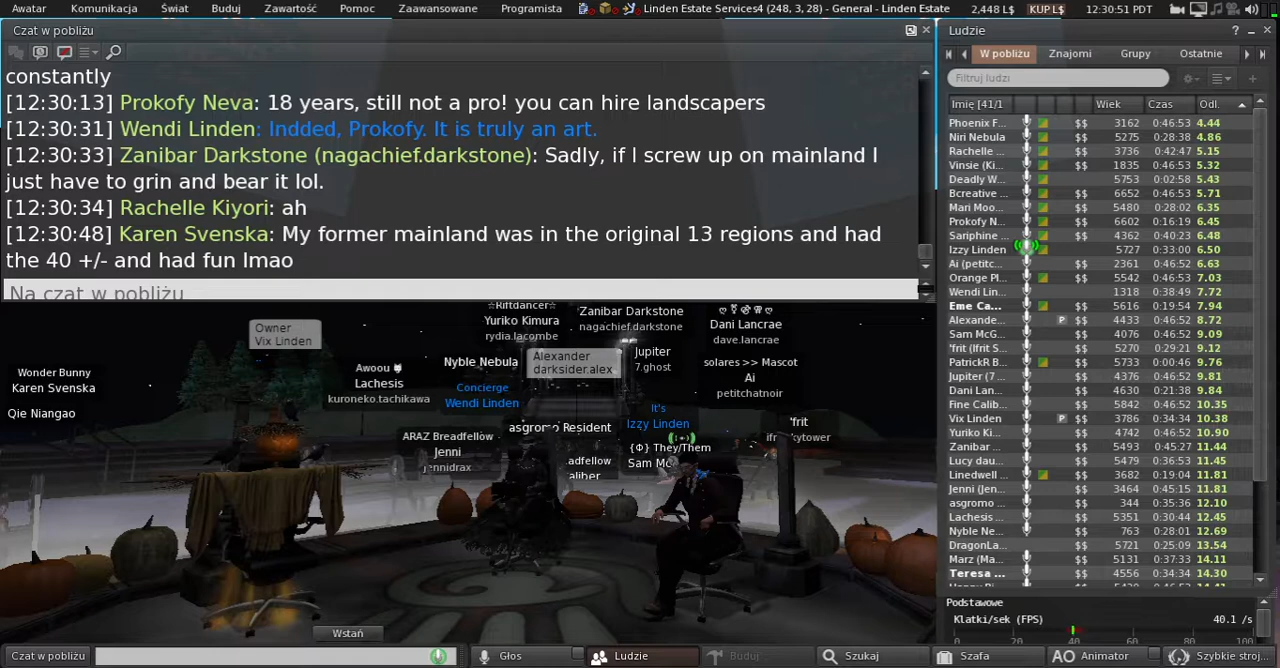 Awatar Komunikacja Świat Buduj Zawartość Pomoc Zaawansowane Programista Linden Estate Services4 (248, 3, 28) - General - Linden Estate 2,448 L$ KUP L$ 12:30:51 PDT
Czat w pobliżu
constantly
[12:30:13] Prokofy Neva: 18 years, still not a pro! you can hire landscapers
[12:30:31] Wendi Linden: Indded, Prokofy. It is truly an art.
[12:30:33] Zanibar Darkstone (nagachief.darkstone): Sadly, if I screw up on mainland I
just have to grin and bear it lol.
[12:30:34] Rachelle Kiyori: ah
[12:30:48] Karen Svenska: My former mainland was in the original 13 regions and had
the 40 +/- and had fun lmao
Na czat w pobliżu
Owner
Vix Linden
Wonder Bunny
Karen Svenska
Qie Niangao
Awoou
Lachesis
kuroneko.tachikawa
☆Riftdancer☆
Yuriko Kimura
rydia.lacombe
Nyble Nebula
Concierge
Wendi Linden
Alexander
darksider.alex
Zanibar Darkstone
nagachief.darkstone
Jupiter
7.ghost
Dani Lancrae
dave.lancrae
solares >> Mascot
Ai
petitchatnoir
It's
Izzy Linden
asgromo Resident
ARAZ Breadfellow
Jenni
jennidrax
adfellow
aliber
{Φ} They/Them
Sam Mc
'frit
Wstań
Czat w pobliżu Głos Ludzie Buduj Szukaj Szafa AO Animator Szybkie stroj...
Ludzie
W pobliżu Znajomi Grupy Ostatnie
Filtruj ludzi
Imię [41/1 Wiek Czas Odl.
Phoenix F... $$ 3162 0:46:53 4.44
Niri Nebula $$ 5275 0:28:38 4.86
Rachelle ... $$ 3736 0:42:47 5.15
Vinsie (Ki... $$ 1835 0:46:53 5.32
Deadly W... 5753 0:02:58 5.43
Bcreative ... $$ 6652 0:46:53 5.71
Mari Moo... $$ 5480 0:28:02 6.35
Prokofy N... $$ 6602 0:16:19 6.45
Sariphine ... $$ 4362 0:40:23 6.48
Izzy Linden 5727 0:33:00 6.50
Ai (petitc... $$ 2361 0:46:52 6.63
Orange Pl... $$ 5542 0:46:53 7.03
Wendi Lin... 1318 0:38:49 7.72
Eme Ca... $$ 5616 0:19:54 7.94
Alexande... P $$ 4433 0:46:52 8.72
Sam McG... $$ 4076 0:46:52 9.09
'frit (Ifrit S... $$ 5270 0:29:21 9.12
PatrickR B... $$ 5733 0:00:46 9.76
Jupiter (7 ... $$ 4376 0:46:52 9.81
Dani Lan... $$ 4630 0:21:38 9.84
Fine Calib... $$ 5842 0:46:52 10.35
Vix Linden P $$ 3786 0:34:34 10.38
Yuriko Ki... $$ 4742 0:46:52 10.90
Zanibar ... $$ 5493 0:45:27 11.44
Lucy dau... $$ 5479 0:36:53 11.45
Linedwell ... $$ 3682 0:19:04 11.81
Jenni (Jen... $$ 3464 0:45:15 11.81
asgromo ... $$ 344 0:35:36 12.10
Lachesis ... $$ 5351 0:30:44 12.45
Nyble Ne... $$ 763 0:28:01 12.69
DragonLa... $$ 5721 0:25:09 13.54
Marz (Ma... $$ 5131 0:37:33 14.11
Teresa ... $$ 4556 0:34:34 14.30
Podstawowe
Klatki/sek (FPS) 40.1 /s
0 20 40 60 80 100